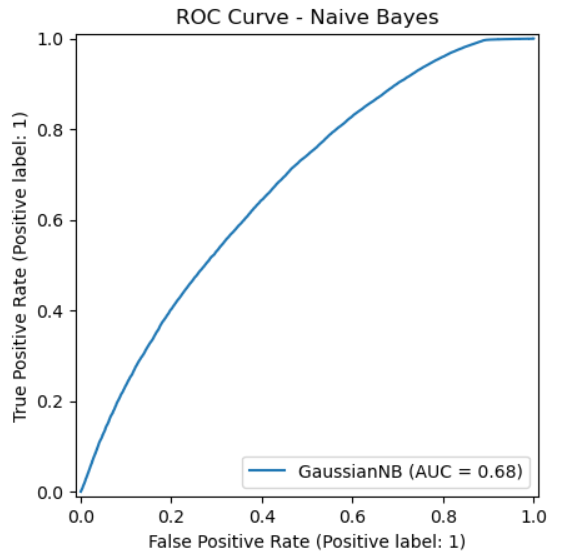 ROC Curve - Naive Bayes
True Positive Rate (Positive label: 1)
1.0
0.8
0.6
0.4
0.2
0.0
GaussianNB (AUC = 0.68)
0.0 0.2 0.4 0.6 0.8 1.0
False Positive Rate (Positive label: 1)